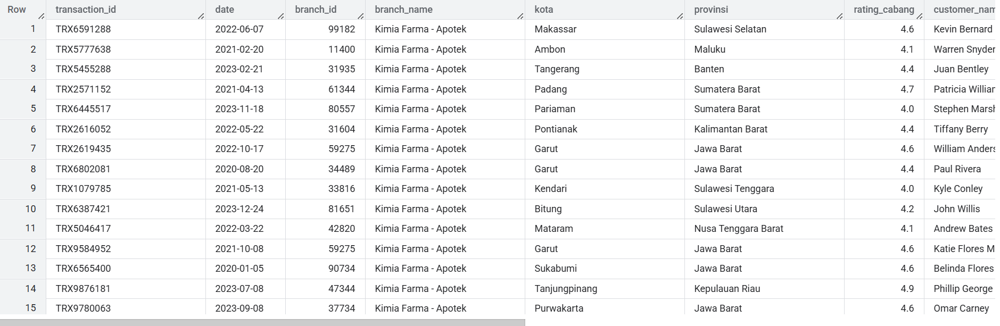 Row transaction_id date branch_id branch_name kota provinsi rating_cabang customer_nam
1 TRX6591288 2022-06-07 99182 Kimia Farma - Apotek Makassar Sulawesi Selatan 4.6 Kevin Bernard
2 TRX5777638 2021-02-20 11400 Kimia Farma - Apotek Ambon Maluku 4.1 Warren Snyder
3 TRX5455288 2023-02-21 31935 Kimia Farma - Apotek Tangerang Banten 4.4 Juan Bentley
4 TRX2571152 2021-04-13 61344 Kimia Farma - Apotek Padang Sumatera Barat 4.7 Patricia
5 TRX6445517 2023-11-18 80557 Kimia Farma - Apotek Pariaman Sumatera Barat 4.0 Stephen
6 TRX2616052 2022-05-22 31604 Kimia Farma - Apotek Pontianak Kalimantan Barat 4.4 Tiffany Berry
7 TRX2619435 2022-10-17 59275 Kimia Farma - Apotek Garut Jawa Barat 4.6 William Anders
8 TRX6802081 2020-08-20 34489 Kimia Farma - Apotek Garut Jawa Barat 4.4 Paul Rivera
9 TRX1079785 2021-05-13 33816 Kimia Farma - Apotek Kendari Sulawesi Tenggara 4.0 Kyle Conley
10 TRX6387421 2023-12-24 81651 Kimia Farma - Apotek Bitung Sulawesi Utara 4.2 John Willis
11 TRX5046417 2022-03-22 42820 Kimia Farma - Apotek Mataram Nusa Tenggara Barat 4.1 Andrew Bates
12 TRX9584952 2021-10-08 59275 Kimia Farma - Apotek Garut Jawa Barat 4.6 Katie Flores M
13 TRX6565400 2020-01-05 90734 Kimia Farma - Apotek Sukabumi Jawa Barat 4.6 Belinda Flores
14 TRX9876181 2023-07-08 47344 Kimia Farma - Apotek Tanjungpinang Kepulauan Riau 4.9 Phillip George
15 TRX9780063 2023-09-08 37734 Kimia Farma - Apotek Purwakarta Jawa Barat 4.6 Omar Carney